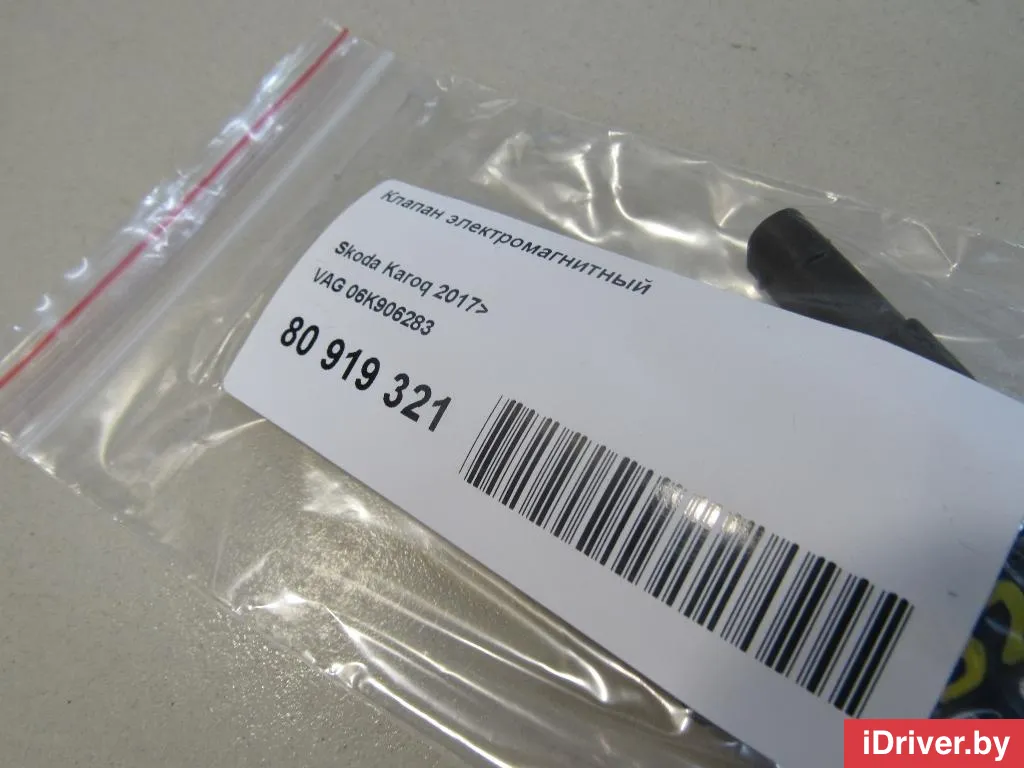 Клапан электромагнитный
Skoda Karoq 2017>
VAG 06K906283
80 919 321
iDriver.by